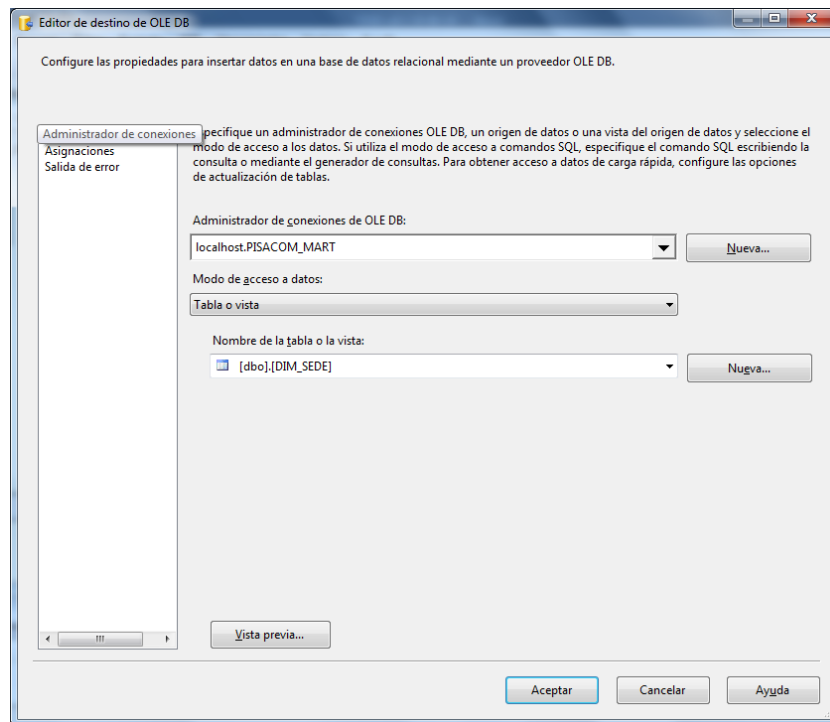 Editor de destino de OLE DB
Configure las propiedades para insertar datos en una base de datos relacional mediante un proveedor OLE DB.
Administrador de conexiones
Asignaciones
Salida de error
pecifique un administrador de conexiones OLE DB, un origen de datos o una vista del origen de datos y seleccione el
modo de acceso a los datos. Si utiliza el modo de acceso a comandos SQL, especifique el comando SQL escribiendo la
consulta o mediante el generador de consultas. Para obtener acceso a datos de carga rápida, configure las opciones
de actualización de tablas.
Administrador de conexiones de OLE DB:
localhost.PISACOM_MART
Nueva...
Modo de acceso a datos:
Tabla o vista
Nombre de la tabla o la vista:
[dbo].[DIM_SEDE]
Nueva...
Vista previa...
Aceptar
Cancelar
Ayuda